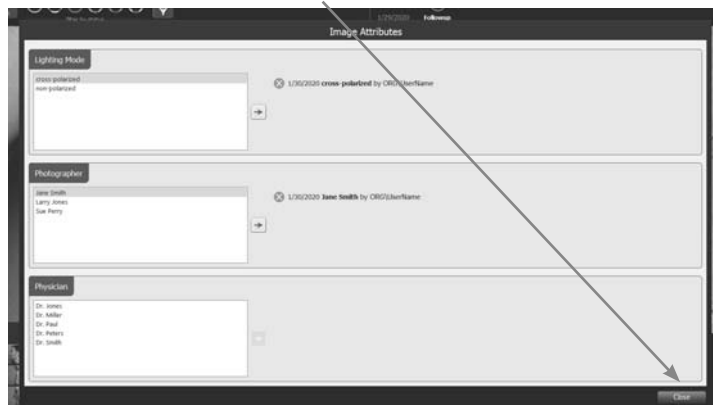 1/29/2020 Followup
Image Attributes
Lighting Mode
cross-polarized
non-polarized
1/30/2020 cross-polarized by ORG\UserName
Photographer
Jane Smith
Larry Jones
Sue Perry
1/30/2020 Jane Smith by ORG\UserName
Physician
Dr. Jones
Dr. Miller
Dr. Paul
Dr. Peters
Dr. Smith
Close